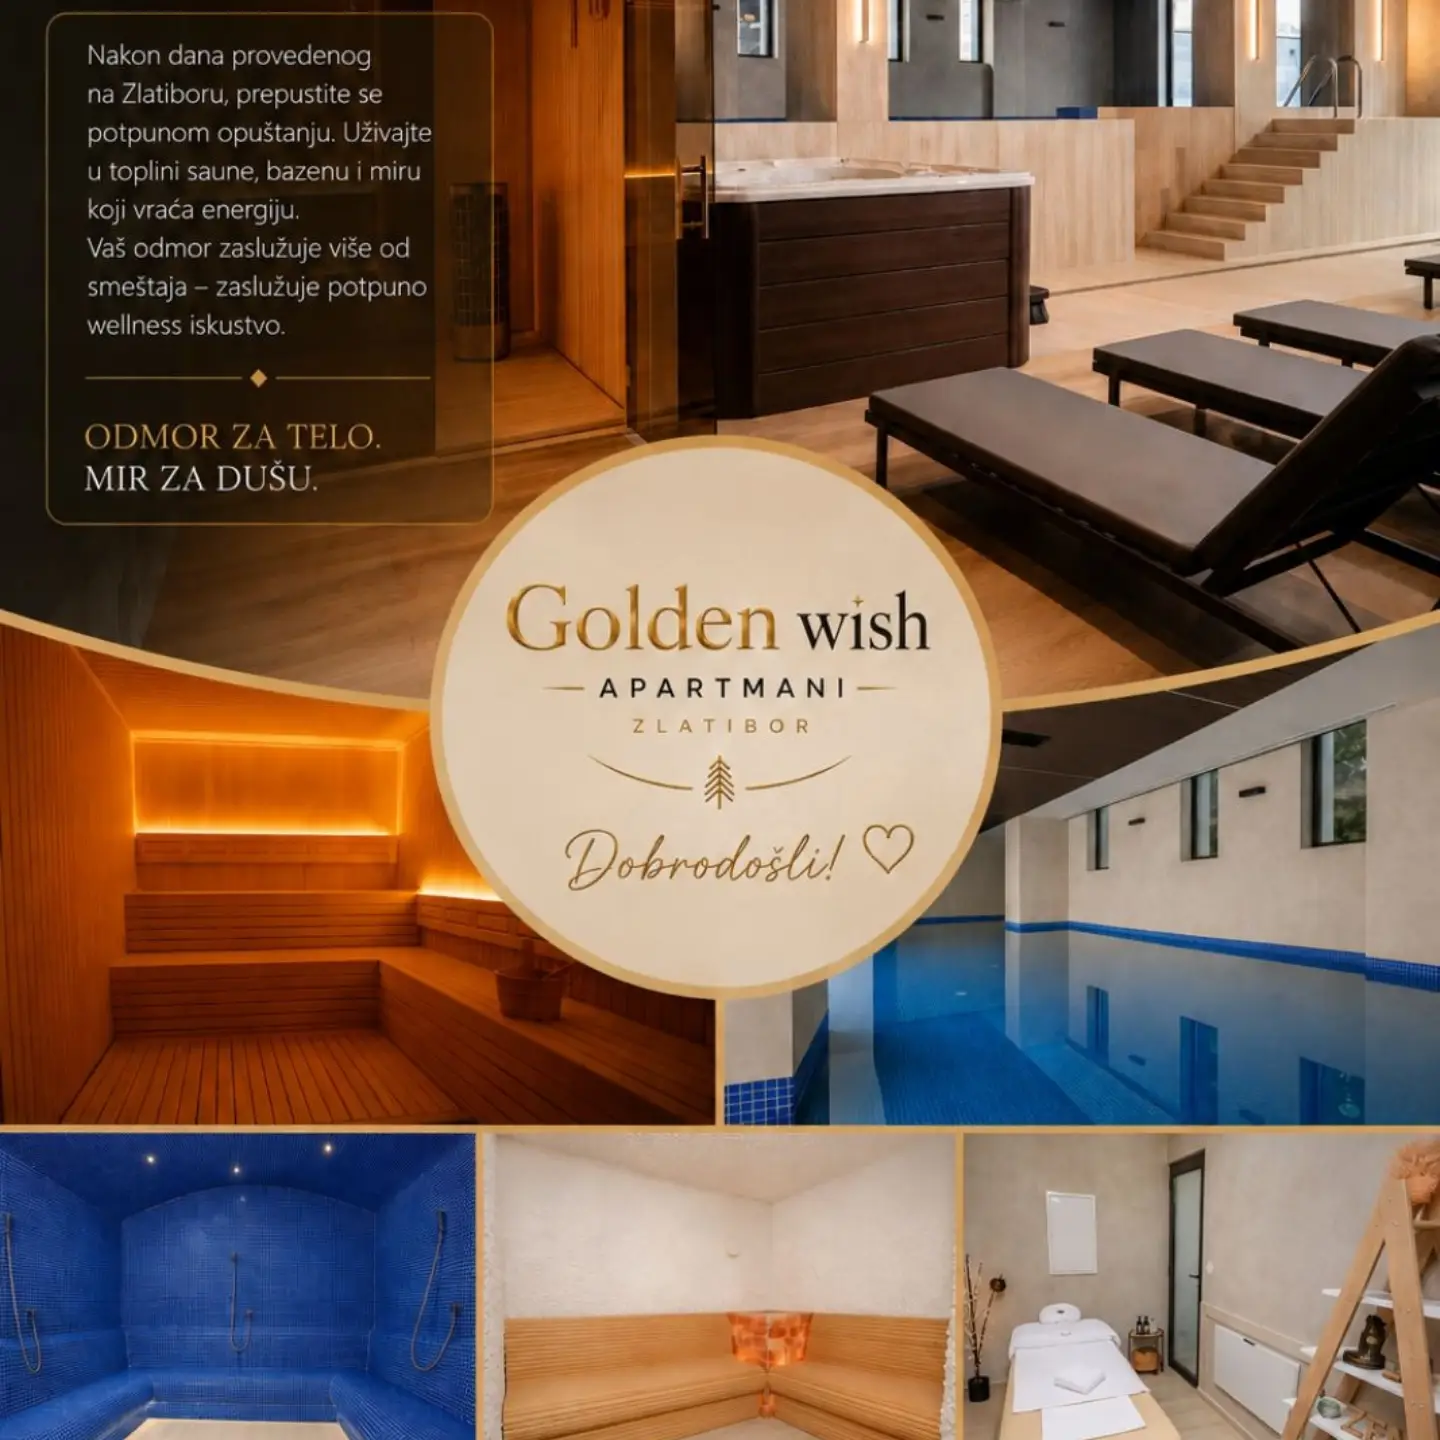 Nakon dana provedenog
na Zlatiboru, prepustite se
potpunom opuštanju. Uživajte
u toplini saune, bazenu i miru
koji vraća energiju.
Vaš odmor zaslužuje više od
smeštaja – zaslužuje potpuno
wellness iskustvo.
ODMOR ZA TELO.
MIR ZA DUŠU.
Golden wish
APARTMANI
ZLATIBOR
Dobrodošli!